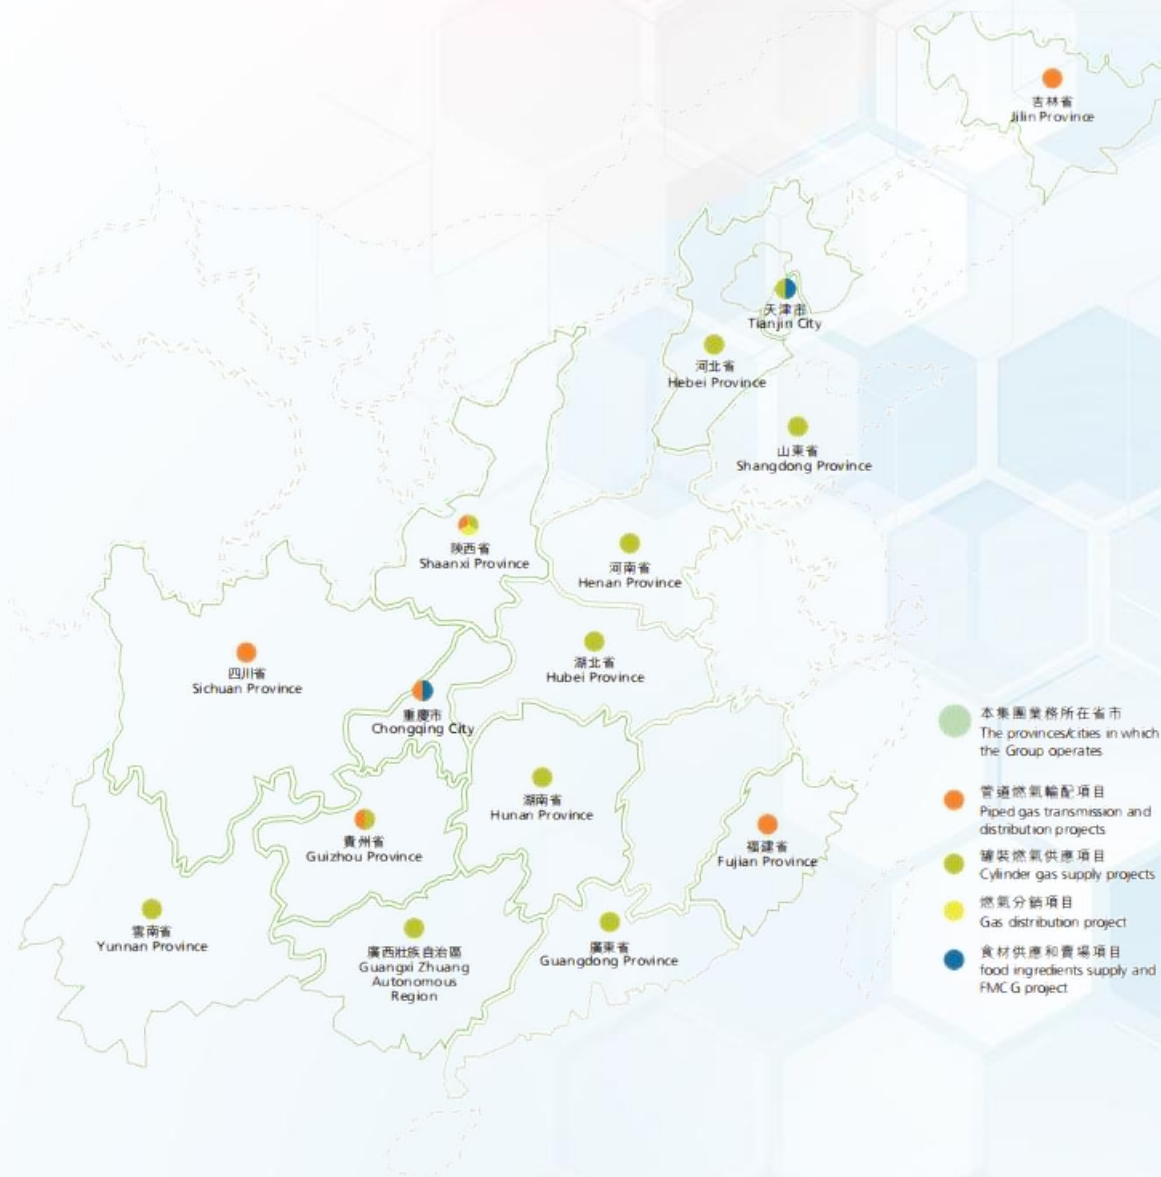 吉林省
Jilin Province
天津市
Tianjin City
河北省
Hebei Province
山東省
Shangdong Province
陝西省
Shaanxi Province
河南省
Henan Province
四川省
Sichuan Province
湖北省
Hubei Province
重慶市
Chongqing City
湖南省
Hunan Province
貴州省
Guizhou Province
福建省
Fujian Province
雲南省
Yunnan Province
廣西壯族自治區
Guangxi Zhuang
Autonomous
Region
廣東省
Guangdong Province
本集團業務所在省市
The provinces/cities in which
the Group operates
管道燃氣輸配項目
Piped gas transmission and
distribution projects
罐裝燃氣供應項目
Cylinder gas supply projects
燃氣分銷項目
Gas distribution project
食材供應和賣場項目
food ingredients supply and
FMCG project